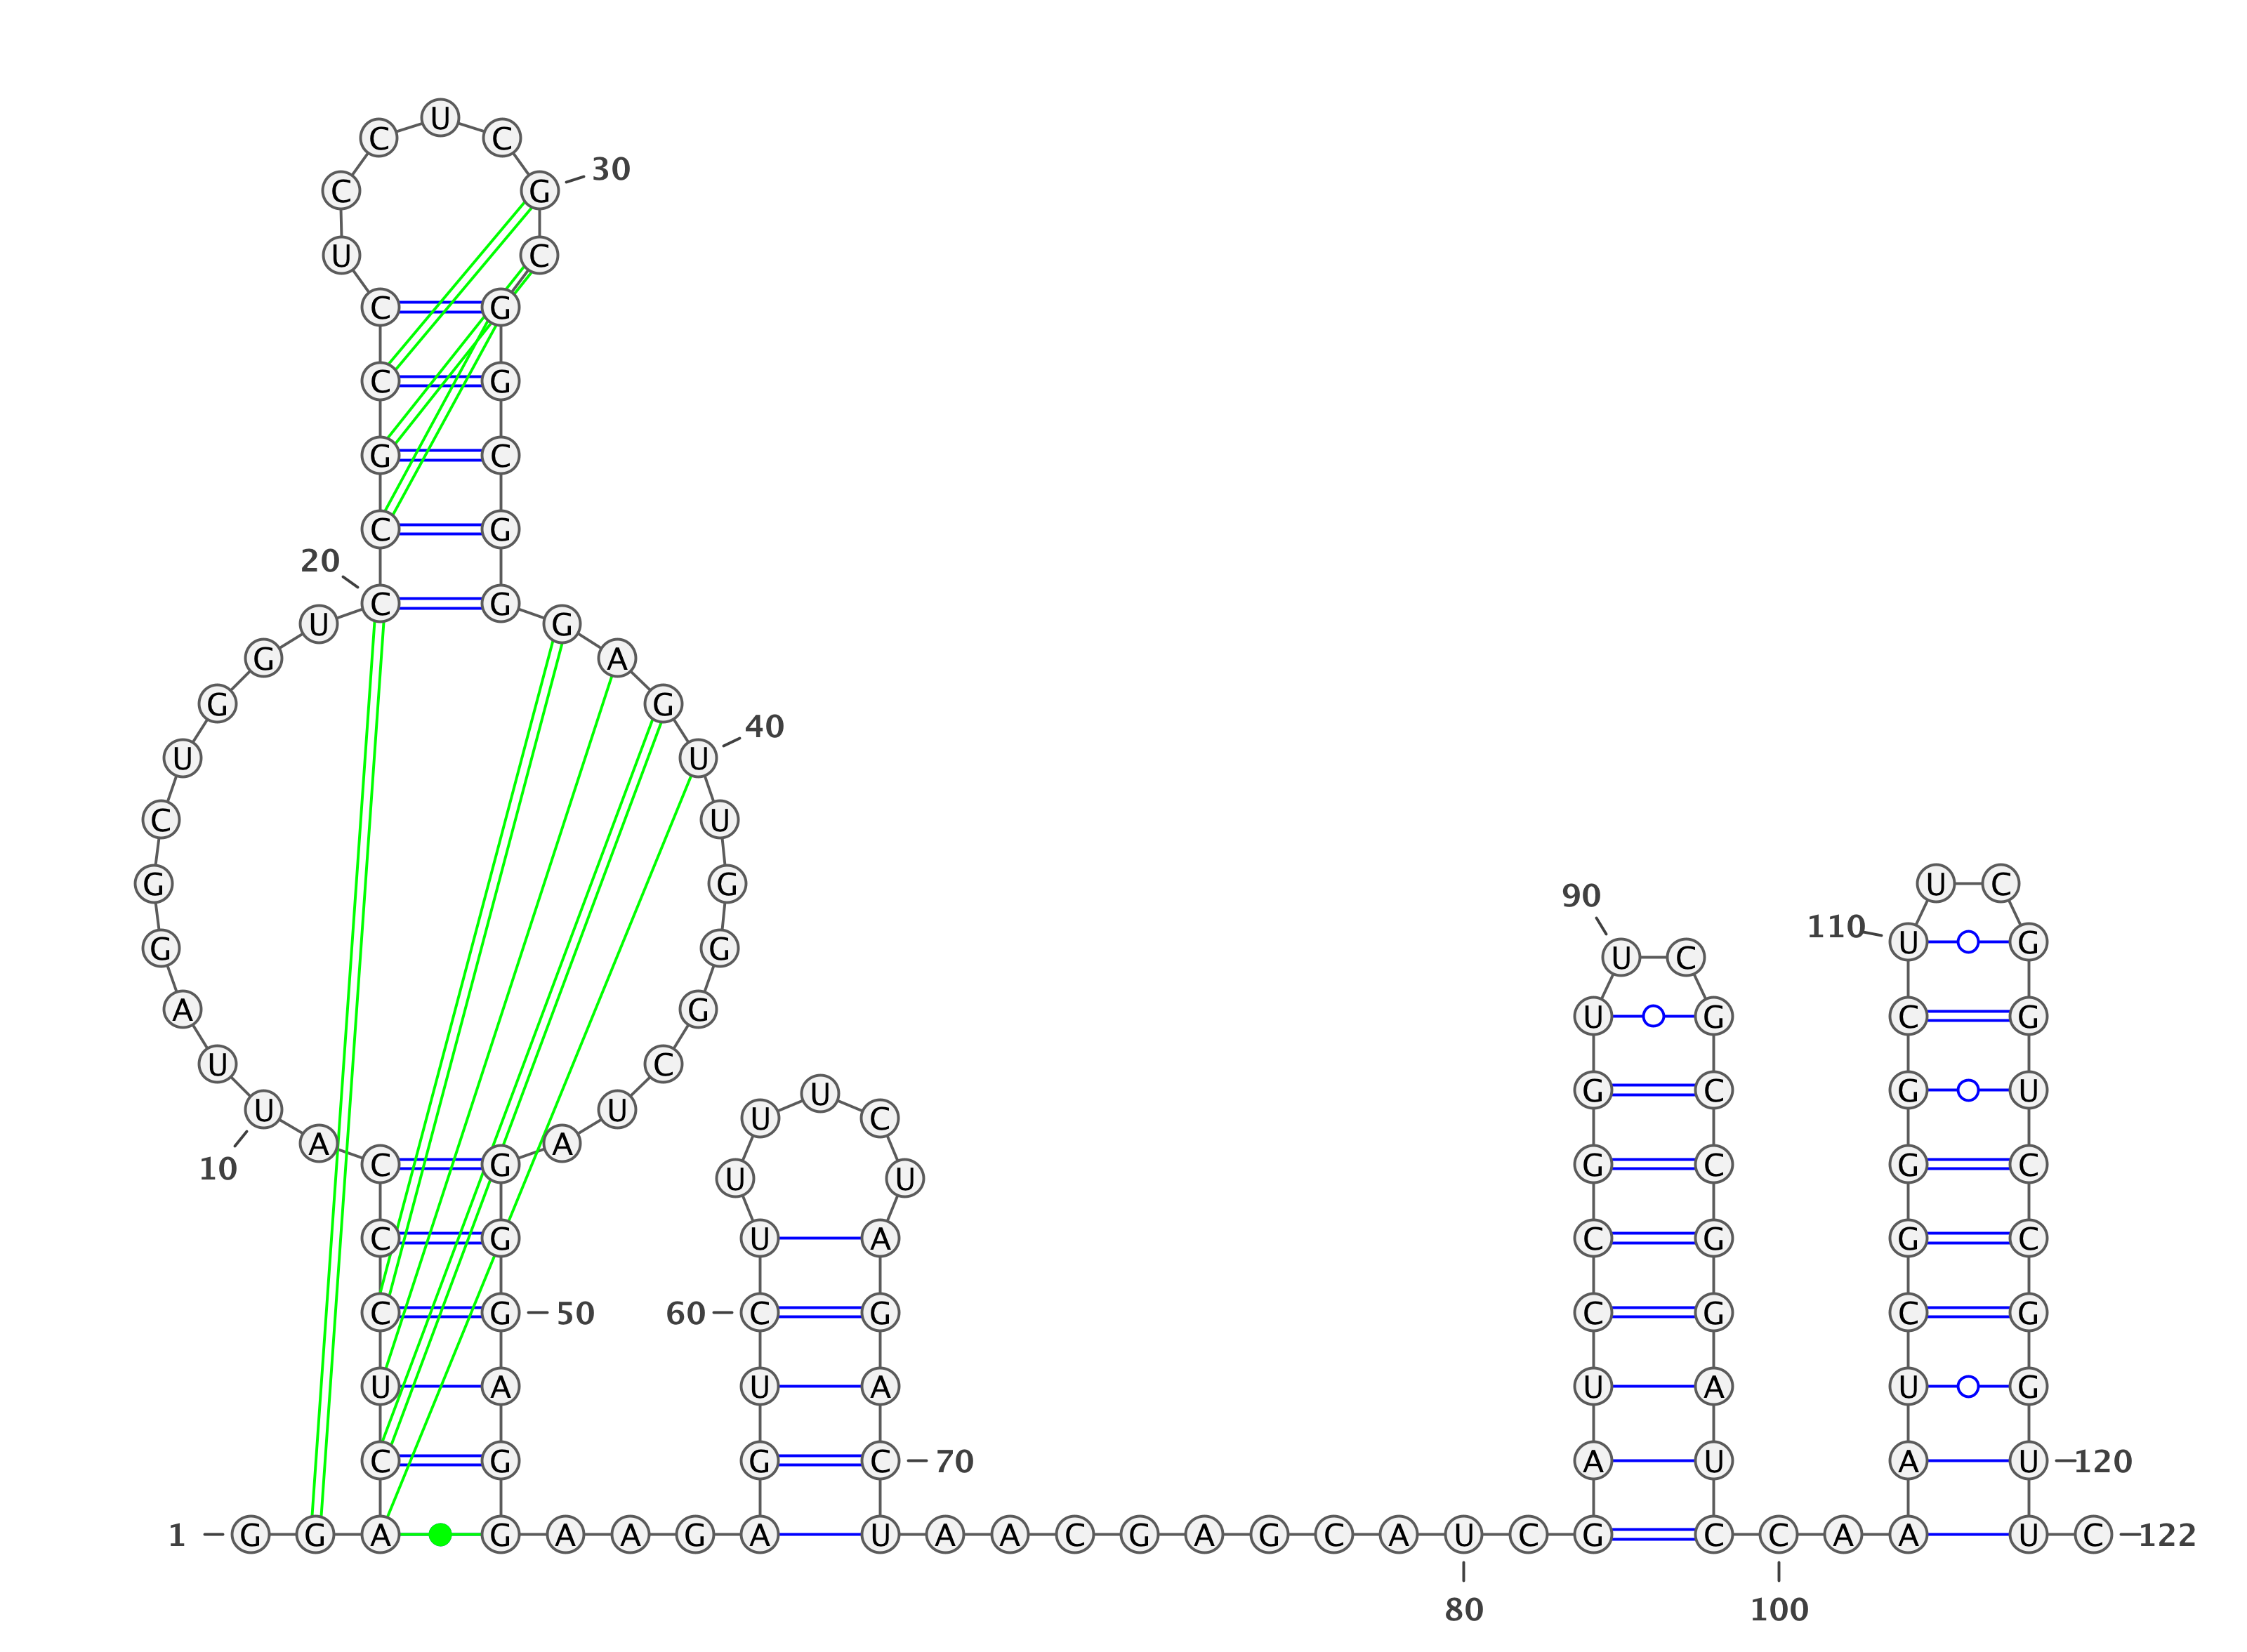 U
C C
30
C G
U C
C G
C G
G C
C G
20
C G
U G
G A
G G
40
U U
C U
G G U C
90
110
U G
G G
U C
A G U G C G
U C
U G C G U
U U U C
A A
C G G C G C
10
U U
C G U A C G G C
C G 50 60 C G C G C G
U A U A U A U G
C G G C 70 A U A U 120
1 G G A G A A G A U A A C G A G C A U C G C C A A U C 122
80 100